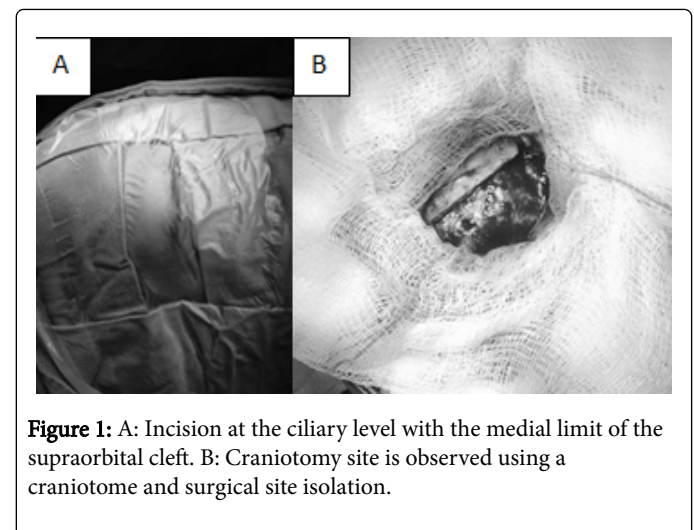 A
B
Figure 1: A: Incision at the ciliary level with the medial limit of the
supraorbital cleft. B: Craniotomy site is observed using a
craniotome and surgical site isolation.